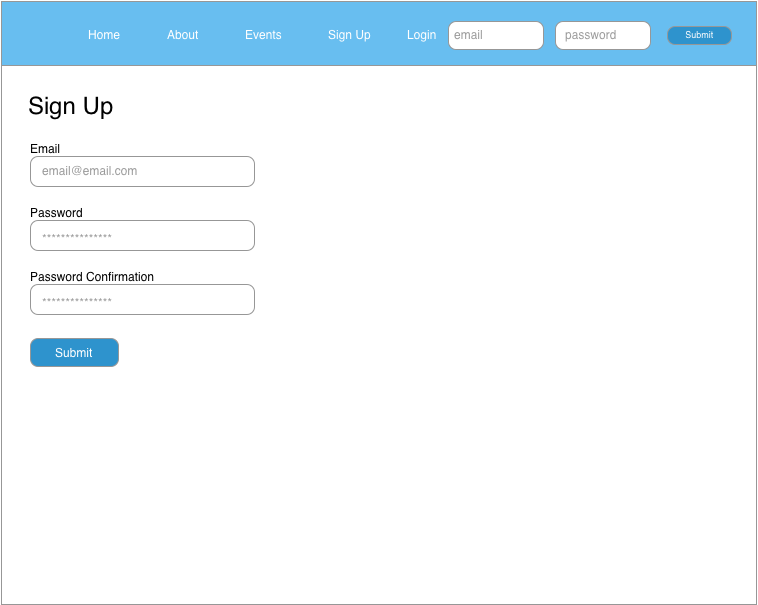 Home About Events Sign Up Login email password Submit
Sign Up
Email
email@email.com
Password
***************
Password Confirmation
***************
Submit